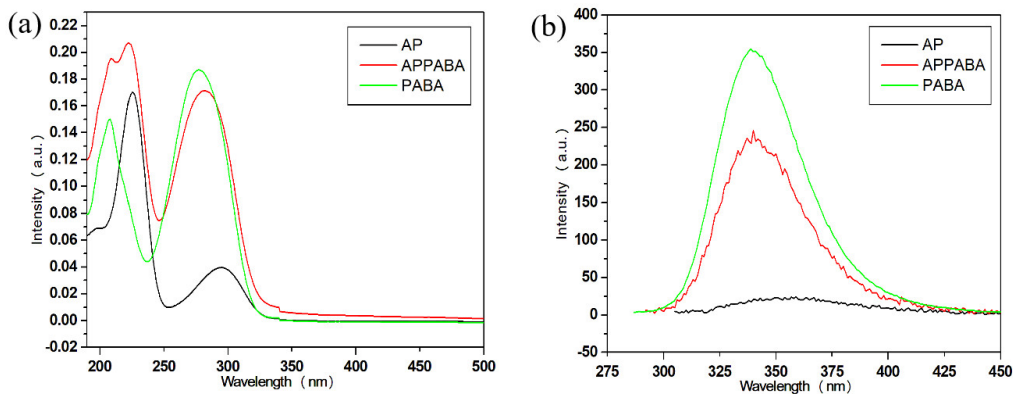 (a)
0.22
0.20
0.18
0.16
0.14
0.12
0.10
0.08
0.06
0.04
0.02
0.00
-0.02
Intensity (a.u.)
AP
APPABA
PABA
200 250 300 350 400 450 500
Wavelength (nm)
(b)
400
350
300
250
200
150
100
50
0
-50
Intensity (a.u.)
AP
APPABA
PABA
275 300 325 350 375 400 425 450
Wavelength (nm)